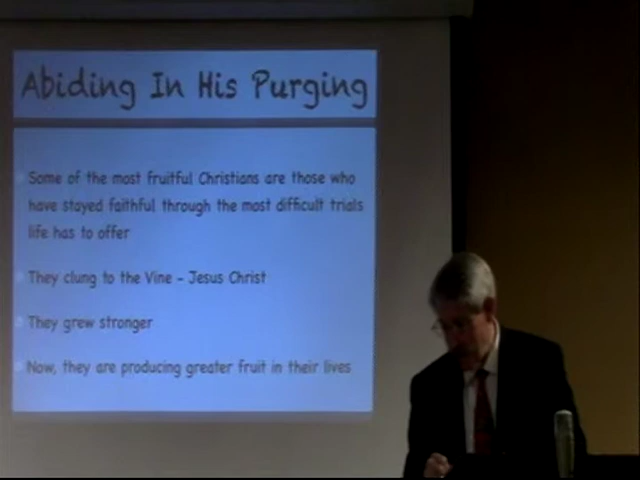 Abiding In His Purging
Some of the most fruitful Christians are those who
have stayed faithful through the most difficult trials
life has to offer
They clung to the Vine - Jesus Christ
They grew stronger
Now, they are producing greater fruit in their lives